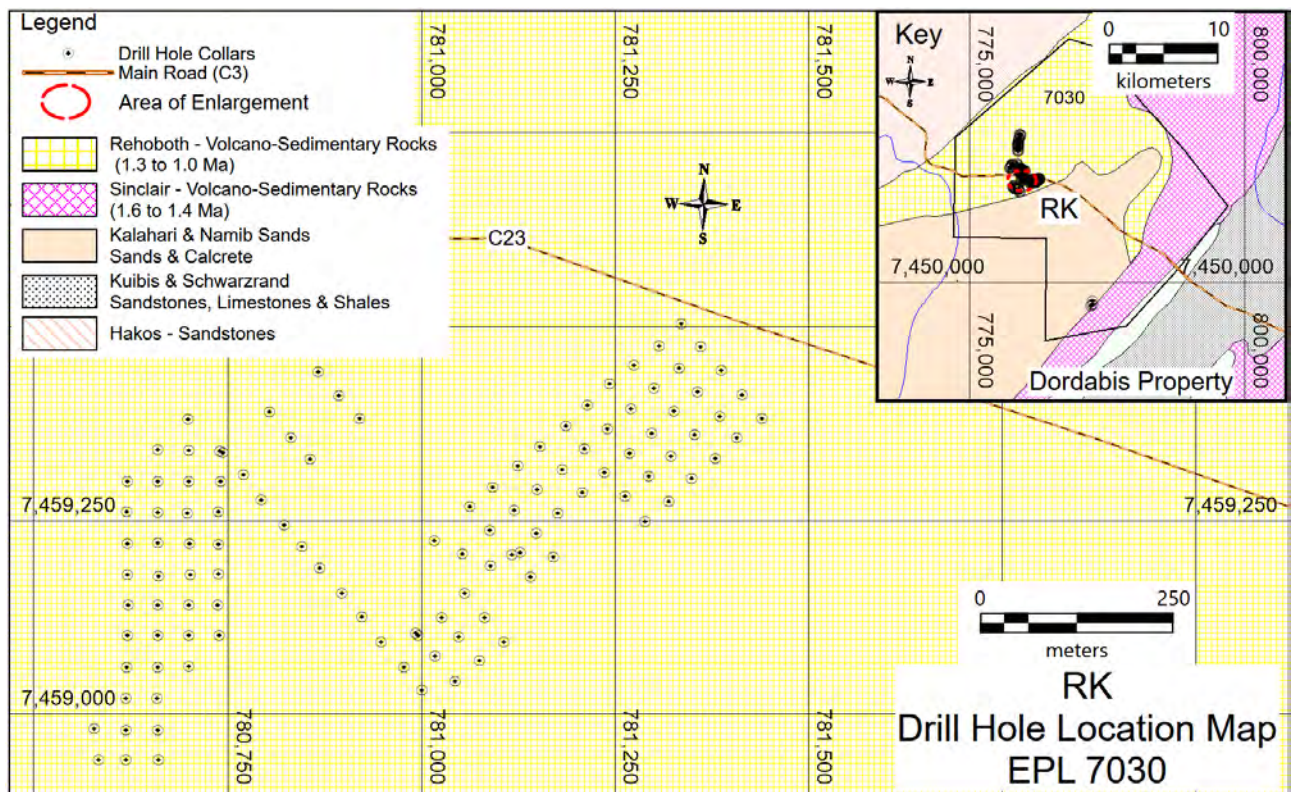 Legend
Drill Hole Collars
Main Road (C3)
Area of Enlargement
Rehoboth - Volcano-Sedimentary Rocks
(1.3 to 1.0 Ma)
Sinclair - Volcano-Sedimentary Rocks
(1.6 to 1.4 Ma)
Kalahari & Namib Sands
Sands & Calcrete
Kuibis & Schwarzrand
Sandstones, Limestones & Shales
Hakos - Sandstones
781,000
781,250
781,500
N
W E
S
C23
Key
N
W E
S
775,000
0 10
kilometers
800,000
7030
RK
7,450,000
7,450,000
775,000
800,000
Dordabis Property
7,459,250
7,459,250
7,459,000
780,750
781,000
781,250
781,500
0 250
meters
RK
Drill Hole Location Map
EPL 7030